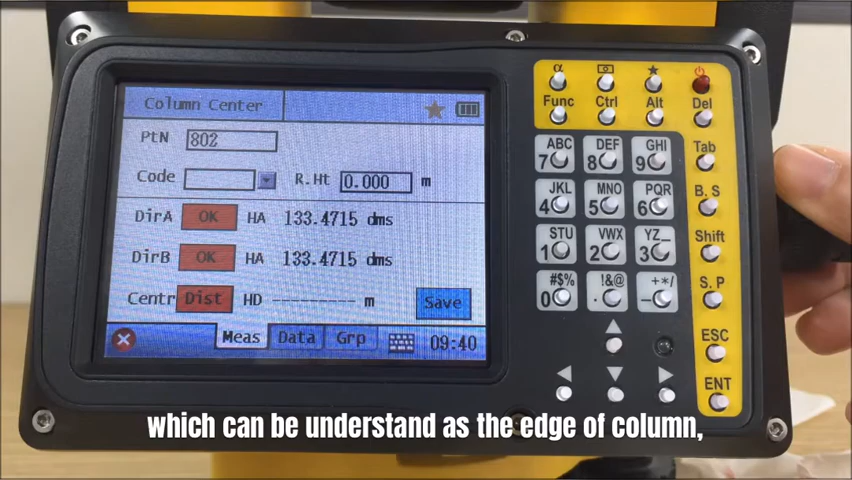 Column Center
PtN 802
Code R.Ht 0.000 m
DirA OK HA 133.4715 dms
DirB OK HA 133.4715 dms
Centr Dist HD --------- m
Save
Meas Data Grp 09:40
α ★
Func Ctrl Alt Del
ABC DEF GHI Tab
7 8 9
JKL MNO PQR B.S
4 5 6
STU VWX YZ_ Shift
1 2 3
#$% !&@ +*/ S.P
0 . -
ESC
ENT
which can be understand as the edge of column,